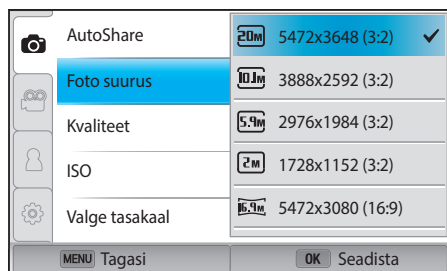 AutoShare
Foto suurus
Kvaliteet
ISO
Valge tasakaal
20M 5472x3648 (3:2)
10.1M 3888x2592 (3:2)
5.9M 2976x1984 (3:2)
2M 1728x1152 (3:2)
16.9M 5472x3080 (16:9)
MENU Tagasi
OK Seadista